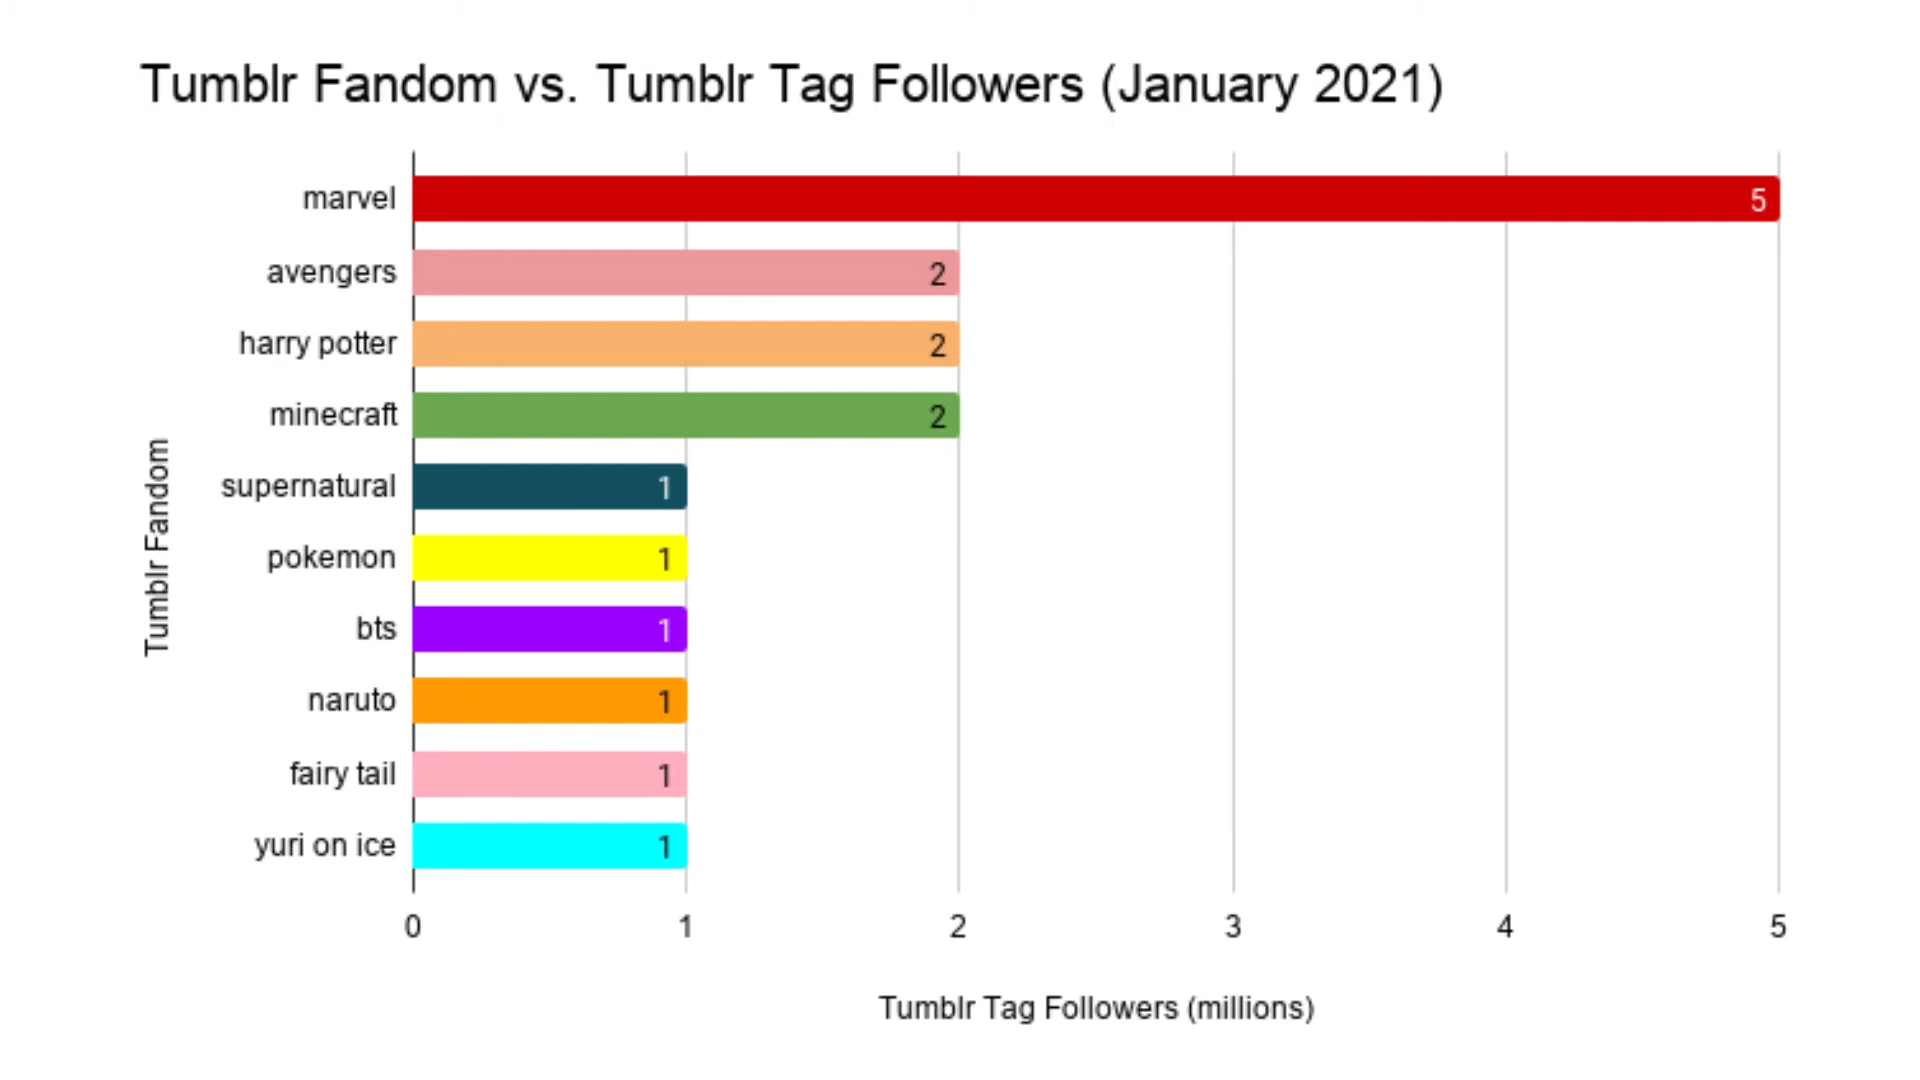 Tumblr Fandom vs. Tumblr Tag Followers (January 2021)
Tumblr Fandom
marvel 5
avengers 2
harry potter 2
minecraft 2
supernatural 1
pokemon 1
bts 1
naruto 1
fairy tail 1
yuri on ice 1
0 1 2 3 4 5
Tumblr Tag Followers (millions)